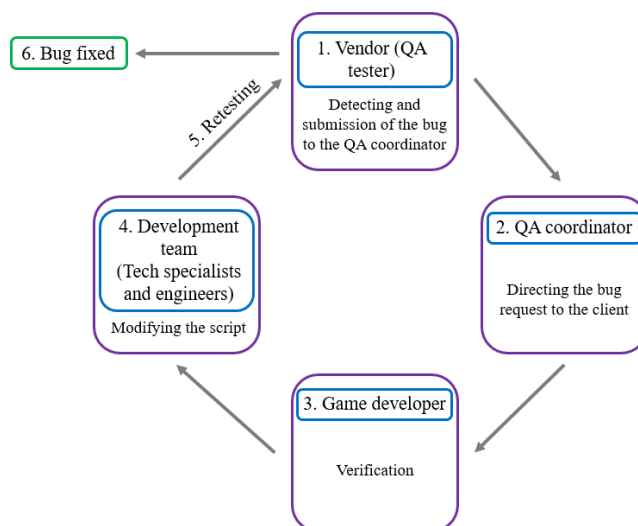 6. Bug fixed
1. Vendor (QA
tester)
Detecting and
submission of the bug
to the QA coordinator
5. Retesting
4. Development
team
(Tech specialists
and engineers)
Modifying the script
2. QA coordinator
Directing the bug
request to the client
3. Game developer
Verification